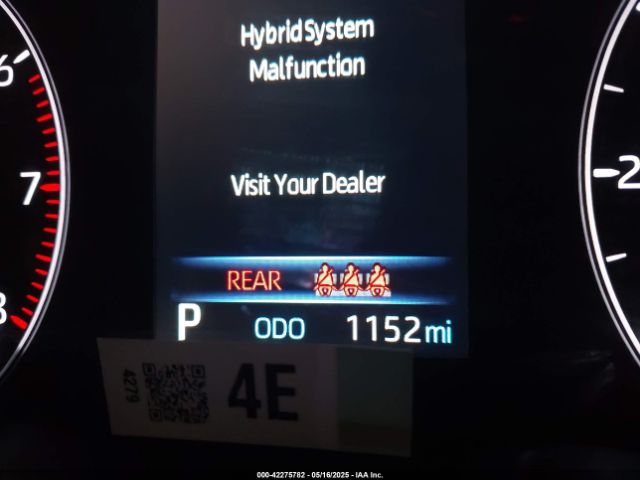 Hybrid System
Malfunction
Visit Your Dealer
REAR
P ODO 1152 mi
6
7
8
2
4279
4E
000-42275782 - 05/16/2025 - IAA Inc.